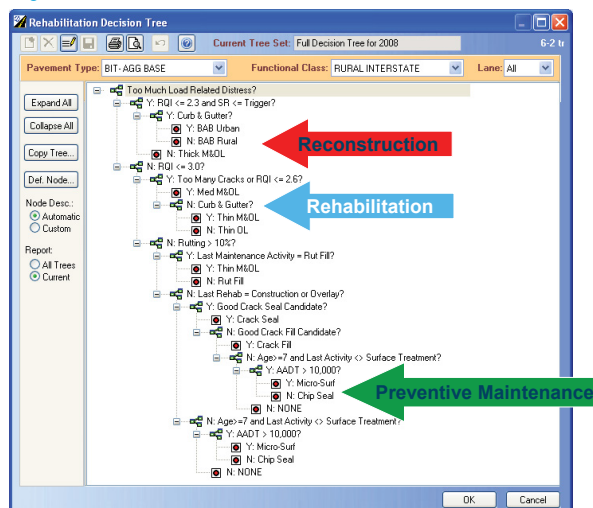 Rehabilitation Decision Tree
Current Tree Set: Full Decision Tree for 2008
6-2 tr
Pavement Type: BIT- AGG BASE
Functional Class: RURAL INTERSTATE
Lane: All
Expand All
Collapse All
Copy Tree...
Def. Node...
Node Desc.:
Automatic
Custom
Report:
All Trees
Current
Too Much Load Related Distress?
Y: RQI <= 2.3 and SR <= Trigger?
Y: Curb & Gutter?
Y: BAB Urban
N: BAB Rural
Reconstruction
N: Thick M&OL
N: RQI <= 3.0?
Y: Too Many Cracks or RQI <= 2.6?
Y: Med M&OL
N: Curb & Gutter?
Rehabilitation
Y: Thin M&OL
N: Thin OL
N: Rutting > 10%?
Y: Last Maintenance Activity = Rut Fill?
Y: Thin M&OL
N: Rut Fill
N: Last Rehab = Construction or Overlay?
Y: Good Crack Seal Candidate?
Y: Crack Seal
N: Good Crack Fill Candidate?
Y: Crack Fill
N: Age>=7 and Last Activity <> Surface Treatment?
Y: AADT > 10,000?
Y: Micro-Surf
N: Chip Seal
Preventive Maintenance
N: NONE
N: Age>=7 and Last Activity <> Surface Treatment?
Y: AADT > 10,000?
Y: Micro-Surf
N: Chip Seal
N: NONE
OK
Cancel